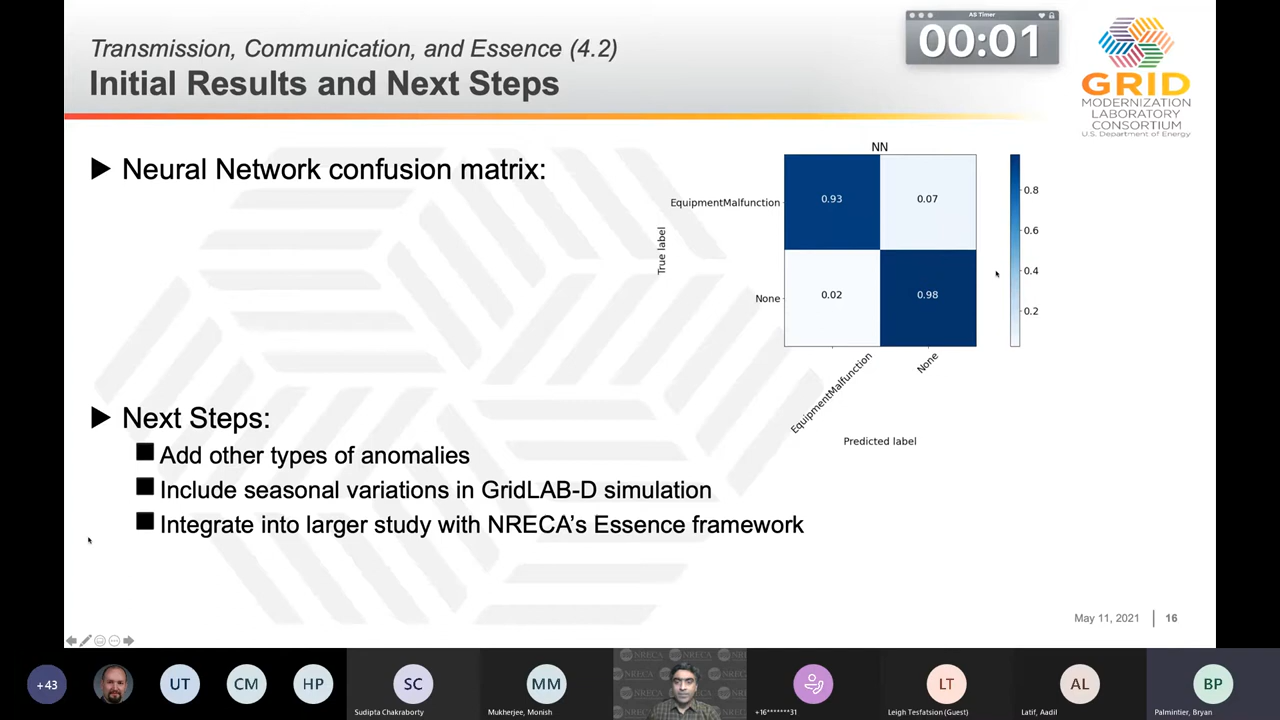 Transmission, Communication, and Essence (4.2)
Initial Results and Next Steps
AS Timer
00:01
GRID
MODERNIZATION
LABORATORY
CONSORTIUM
U.S. Department of Energy
Neural Network confusion matrix:
NN
EquipmentMalfunction
0.93
0.07
None
0.02
0.98
True label
0.8
0.6
0.4
0.2
EquipmentMalfunction
None
Predicted label
Next Steps:
Add other types of anomalies
Include seasonal variations in GridLAB-D simulation
Integrate into larger study with NRECA's Essence framework
May 11, 2021 | 16
+43
UT
CM
HP
SC
Sudipta Chakraborty
MM
Mukherjee, Monish
NRECA
+16*******31
LT
Leigh Tesfatsion (Guest)
AL
Latif, Aadil
BP
Palmintier, Bryan